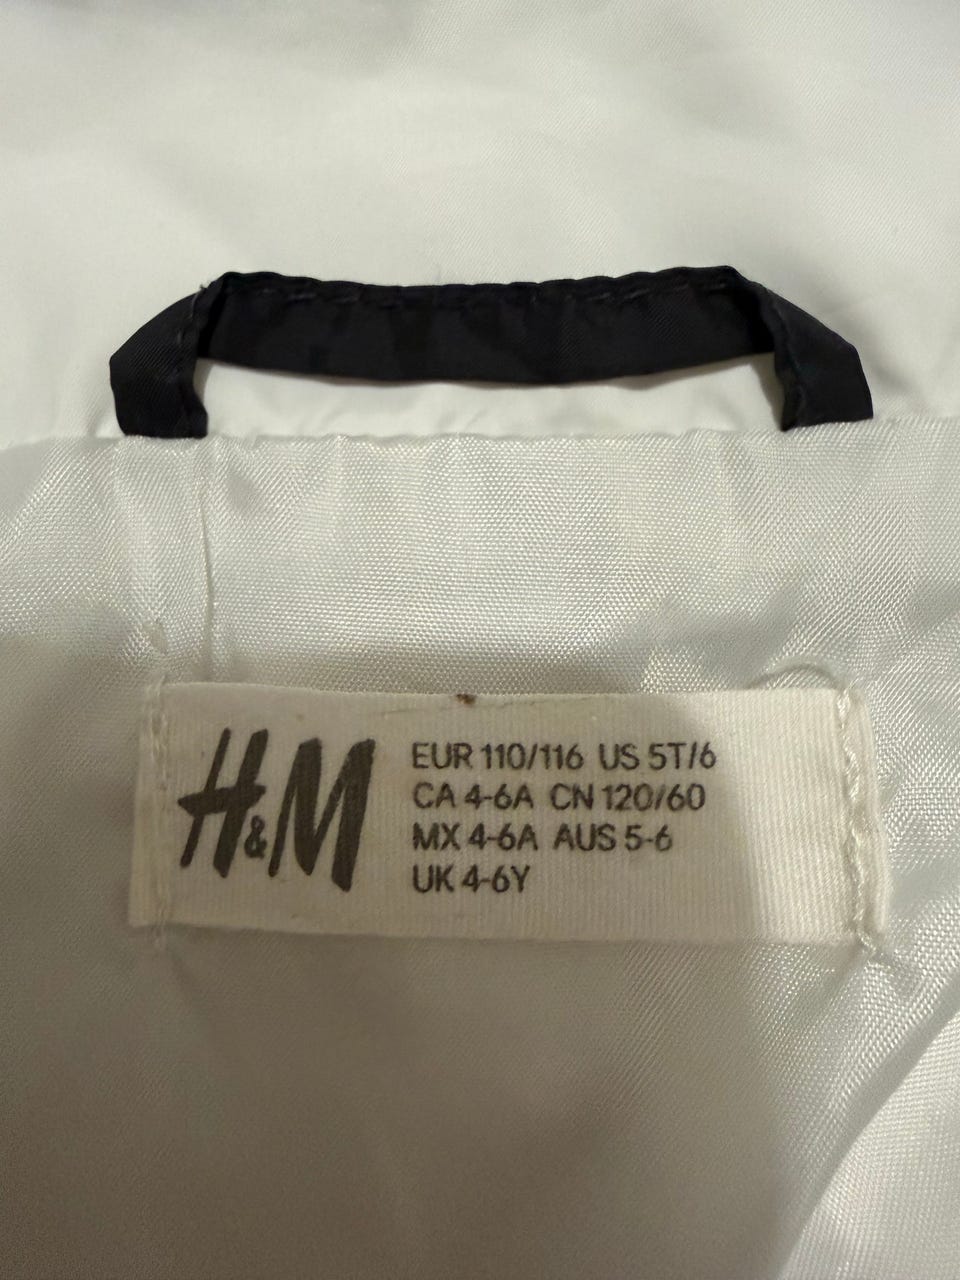 H&M
EUR 110/116 US 5T/6
CA 4-6A CN 120/60
MX 4-6A AUS 5-6
UK 4-6Y